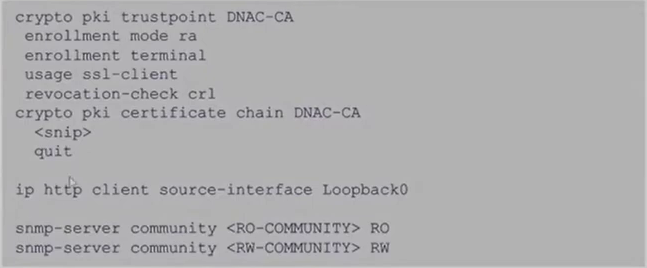 crypto pki trustpoint DNAC-CA
enrollment mode ra
enrollment terminal
usage ssl-client
revocation-check crl
crypto pki certificate chain DNAC-CA
<snip>
quit
ip http client source-interface Loopback0
snmp-server community <RO-COMMUNITY> RO
snmp-server community <RW-COMMUNITY> RW